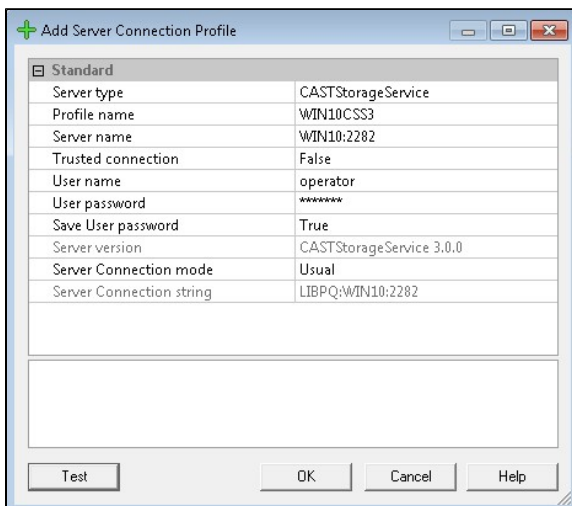 Add Server Connection Profile
Standard
Server type CASTStorageService
Profile name WIN10CSS3
Server name WIN10:2282
Trusted connection False
User name operator
User password *******
Save User password True
Server version CASTStorageService 3.0.0
Server Connection mode Usual
Server Connection string LIBPQ:WIN10:2282
Test OK Cancel Help